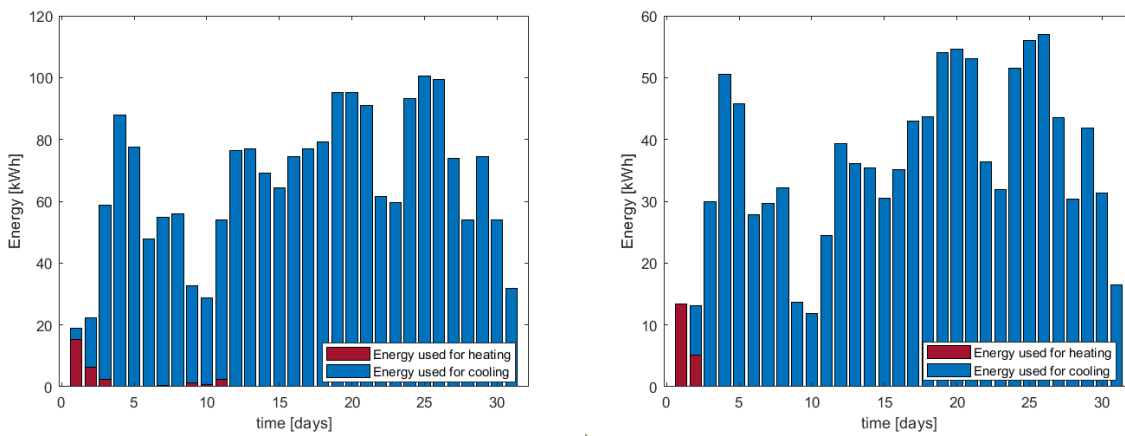 120
100
80
60
40
20
0
Energy [kWh]
0 5 10 15 20 25 30
time [days]
Energy used for heating
Energy used for cooling
60
50
40
30
20
10
0
Energy [kWh]
0 5 10 15 20 25 30
time [days]
Energy used for heating
Energy used for cooling